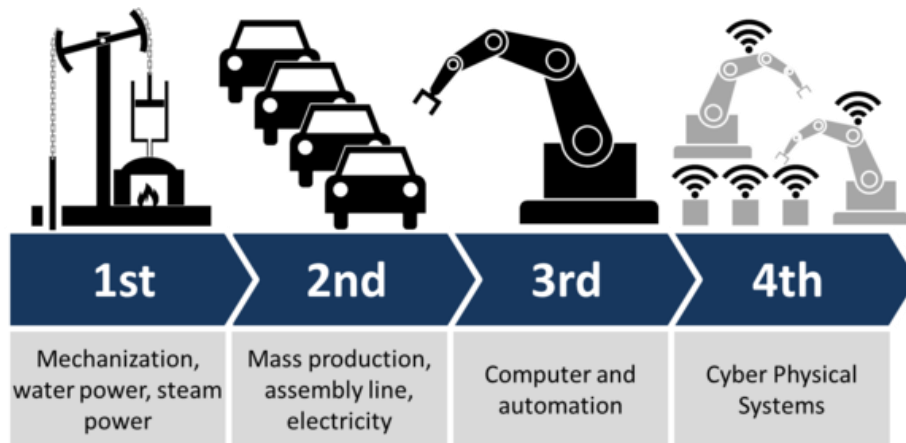 1st
2nd
3rd
4th
Mechanization,
water power, steam
power
Mass production,
assembly line,
electricity
Computer and
automation
Cyber Physical
Systems